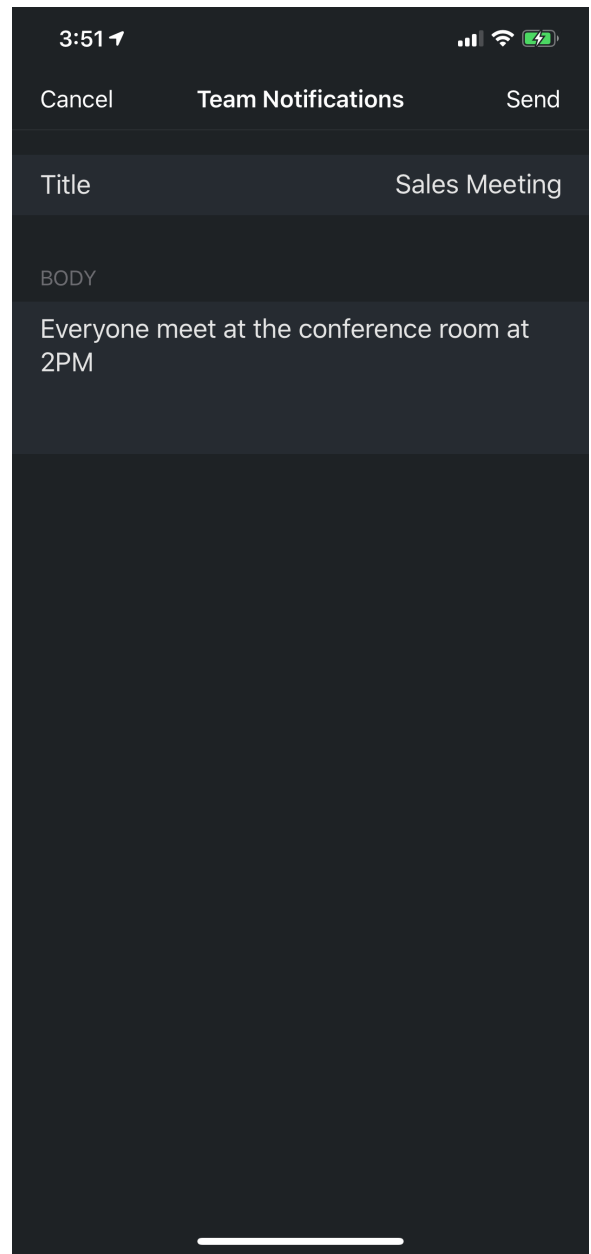 3:51
Cancel Team Notifications Send
Title Sales Meeting
BODY
Everyone meet at the conference room at
2PM